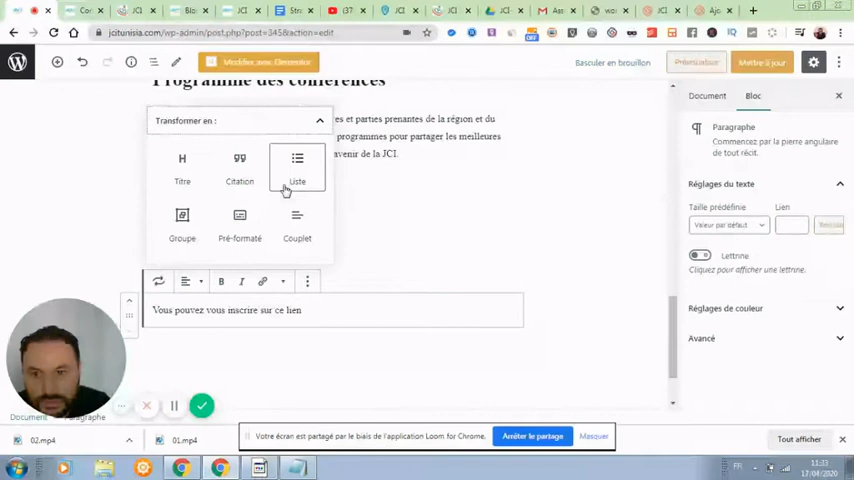 jcitunisia.com/wp-admin/post.php?post=3456&action=edit
Modifier avec Elementor
Basculer en brouillon
Mettre à jour
Programme des conférences
Transformer en :
Titre
Citation
Liste
Groupe
Pré-formaté
Couplet
es et parties prenantes de la région et du
programmes pour partager les meilleures
avenir de la JCI.
B I
Vous pouvez vous inscrire sur ce lien
Document
Bloc
Paragraphe
Commencez par la pierre angulaire
de tout récit.
Réglages du texte
Taille prédéfinie
Lien
Valeur par défaut
Lettrine
Cliquez pour afficher une lettrine.
Réglages de couleur
Avancé
Document
Paragraphe
02.mp4
01.mp4
Votre écran est partagé par le biais de l'application Loom for Chrome.
Arrêter le partage
Masquer
Tout afficher
FR
11:33
17/04/2020